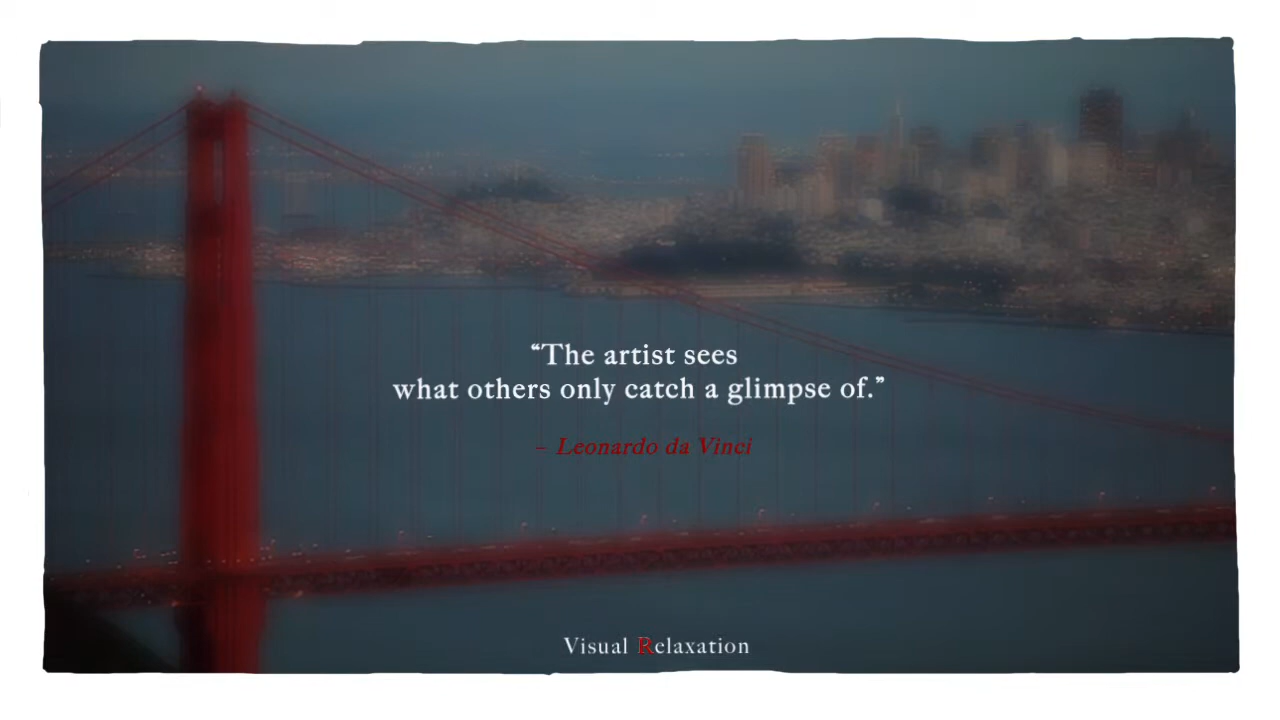 “The artist sees
what others only catch a glimpse of.”
– Leonardo da Vinci
Visual Relaxation